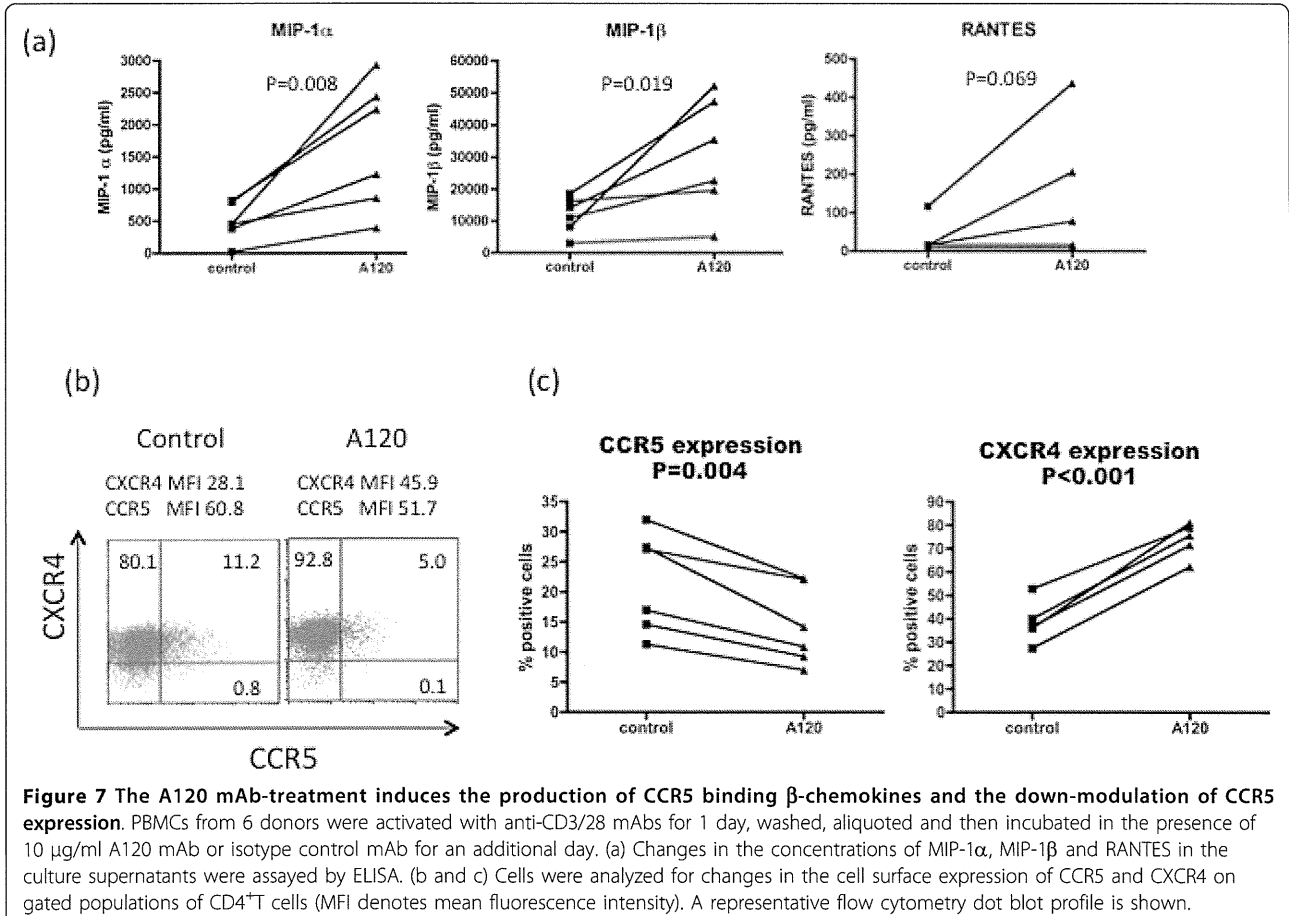 (a)
MIP-1α
MIP-1β
RANTES
P=0.008
P=0.019
P=0.069
MIP-1 α (pg/ml)
3000
2500
2000
1500
1000
500
0
control
A120
MIP-1β (pg/ml)
60000
50000
40000
30000
20000
10000
0
control
A120
RANTES (pg/ml)
500
400
300
200
100
0
control
A120
(b)
Control
A120
CXCR4 MFI 28.1
CCR5 MFI 60.8
CXCR4 MFI 45.9
CCR5 MFI 51.7
80.1
11.2
0.8
92.8
5.0
0.1
CXCR4
CCR5
(c)
CCR5 expression
P=0.004
% positive cells
35
30
25
20
15
10
5
0
control
A120
CXCR4 expression
P<0.001
% positive cells
90
80
70
60
50
40
30
20
10
0
control
A120
Figure 7 The A120 mAb-treatment induces the production of CCR5 binding β-chemokines and the down-modulation of CCR5
expression. PBMCs from 6 donors were activated with anti-CD3/28 mAbs for 1 day, washed, aliquoted and then incubated in the presence of
10 μg/ml A120 mAb or isotype control mAb for an additional day. (a) Changes in the concentrations of MIP-1α, MIP-1β and RANTES in the
culture supernatants were assayed by ELISA. (b and c) Cells were analyzed for changes in the cell surface expression of CCR5 and CXCR4 on
gated populations of CD4⁺T cells (MFI denotes mean fluorescence intensity). A representative flow cytometry dot blot profile is shown.